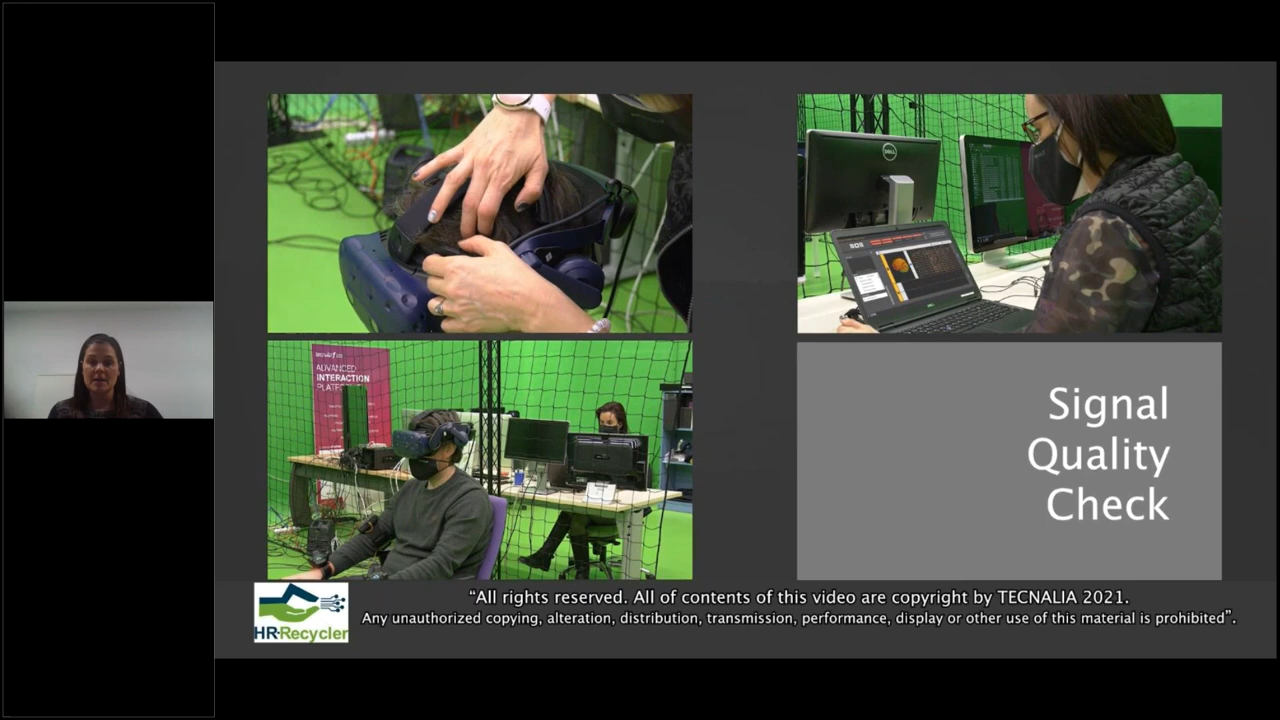 DELL
ADVANCED
INTERACTION
Signal
Quality
Check
HR-Recycler
“All rights reserved. All of contents of this video are copyright by TECNALIA 2021.
Any unauthorized copying, alteration, distribution, transmission, performance, display or other use of this material is prohibited”.